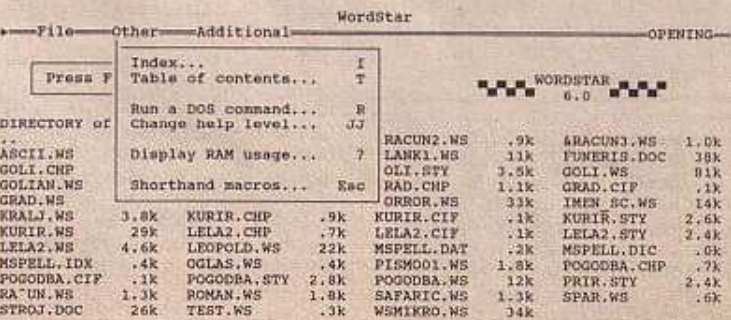 WordStar
File Other Additional OPENING
Index... I
Press F Table of contents... T WORDSTAR
6.0
Run a DOS command... R
DIRECTORY of Change help level... JJ
.. RACUN2.WS .9k &RACUN3.WS 1.0k
ASCII.WS Display RAM usage... ? LANK1.WS 11k FUNERIS.DOC 38k
GOLI.CHP OLI.STY 3.5k GOLI.WS 81k
GOLIAN.WS Shorthand macros... Esc RAD.CHP 1.1k GRAD.CIF .1k
GRAD.WS ORROR.WS 33k IMEN_SC.WS 14k
KRALJ.WS 3.8k KURIR.CHP .9k KURIR.CIF .1k KURIR.STY 2.6k
KURIR.WS 29k LELA2.CHP .7k LELA2.CIF .1k LELA2.STY 2.4k
LELA2.WS 4.6k LEOPOLD.WS 22k MSPELL.DAT .2k MSPELL.DIC .0k
MSPELL.IDX .4k OGLAS.WS .4k PISMO01.WS 1.8k POGODBA.CHP .7k
POGODBA.CIF .1k POGODBA.STY 2.8k POGODBA.WS 12k PRIR.STY 2.4k
RA~UN.WS 1.3k ROMAN.WS 1.8k SAFARIC.WS 1.3k SPAR.WS .6k
STROJ.DOC 26k TEST.WS .3k WSMIKRO.WS 34k